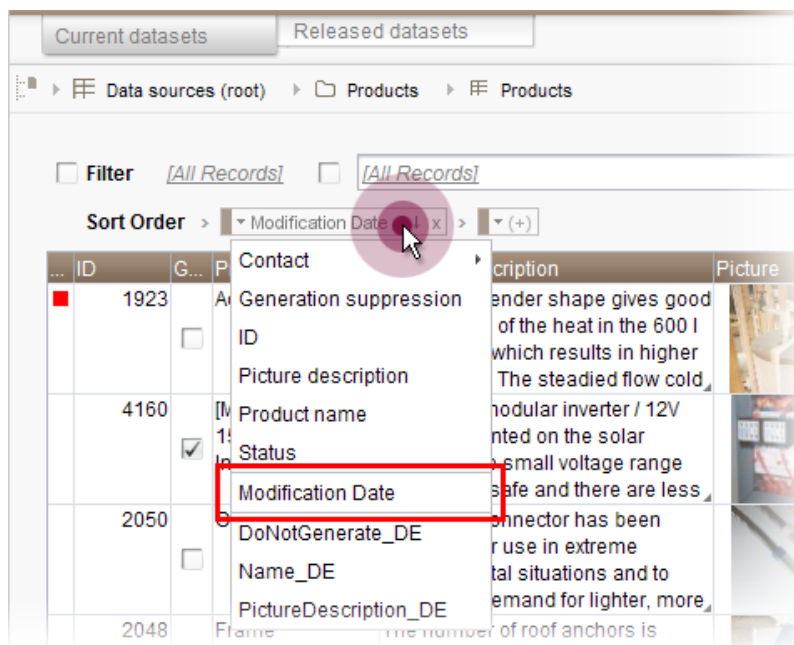 Current datasets
Released datasets
Data sources (root)
Products
Products
Filter
[All Records]
[All Records]
Sort Order > Modification Date ↓ x > (+)
... ID G... cription Picture
Contact
Generation suppression
ID
Picture description
Product name
Status
Modification Date
DoNotGenerate_DE
Name_DE
PictureDescription_DE
1923
ender shape gives good
of the heat in the 600 l
which results in higher
The steadied flow cold
4160
nodular inverter / 12V
nted on the solar
small voltage range
safe and there are less
2050
onnector has been
r use in extreme
tal situations and to
emand for lighter, more
2048 Frame The number of roof anchors is